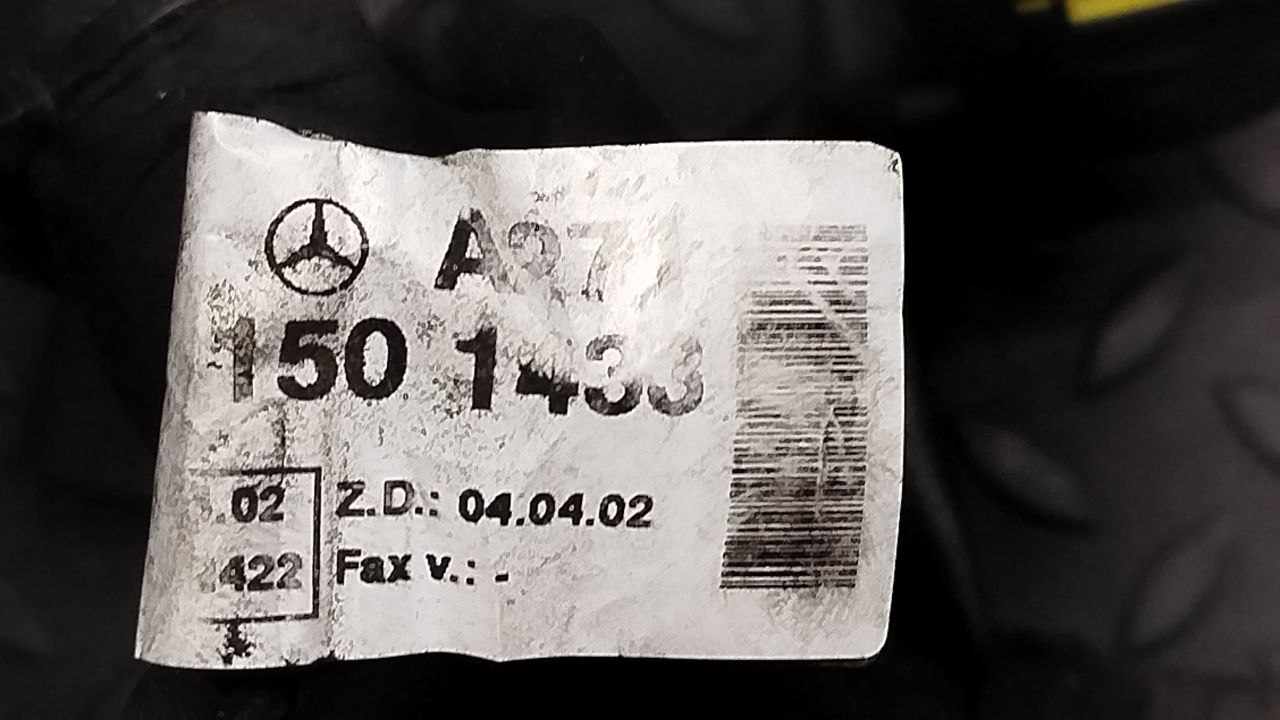 A27
150 1433
.02 Z.D.: 04.04.02
422 Fax v.: -